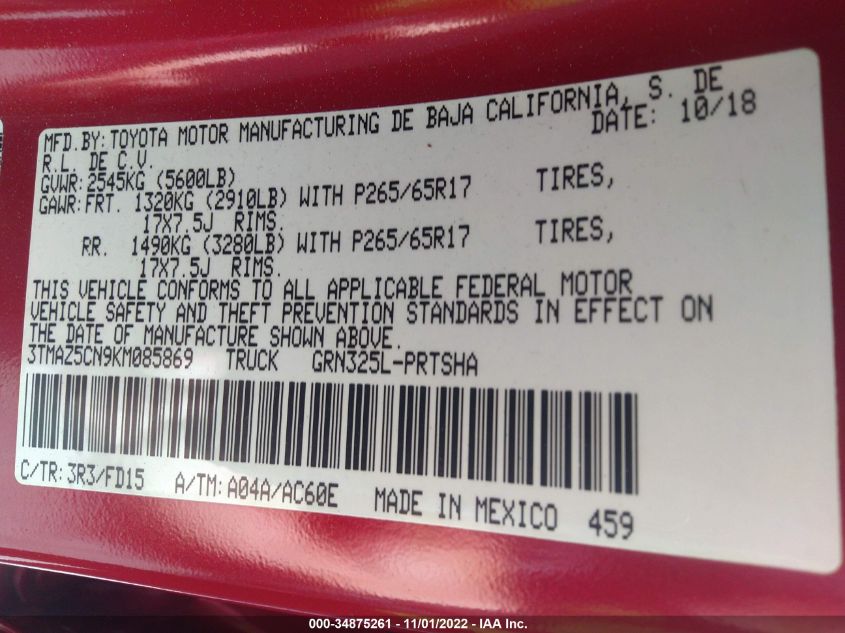 MFD.BY:TOYOTA MOTOR MANUFACTURING DE BAJA CALIFORNIA, S. DE
R.L. DE C.V. DATE: 10/18
GVWR:2545KG (5600LB)
GAWR:FRT. 1320KG (2910LB) WITH P265/65R17 TIRES,
17X7.5J RIMS.
RR. 1490KG (3280LB) WITH P265/65R17 TIRES,
17X7.5J RIMS.
THIS VEHICLE CONFORMS TO ALL APPLICABLE FEDERAL MOTOR
VEHICLE SAFETY AND THEFT PREVENTION STANDARDS IN EFFECT ON
THE DATE OF MANUFACTURE SHOWN ABOVE.
3TMAZ5CN9KM085869 TRUCK GRN325L-PRTSHA
C/TR:3R3/FD15 A/TM:A04A/AC60E MADE IN MEXICO 459
000-34875261 - 11/01/2022 - IAA Inc.